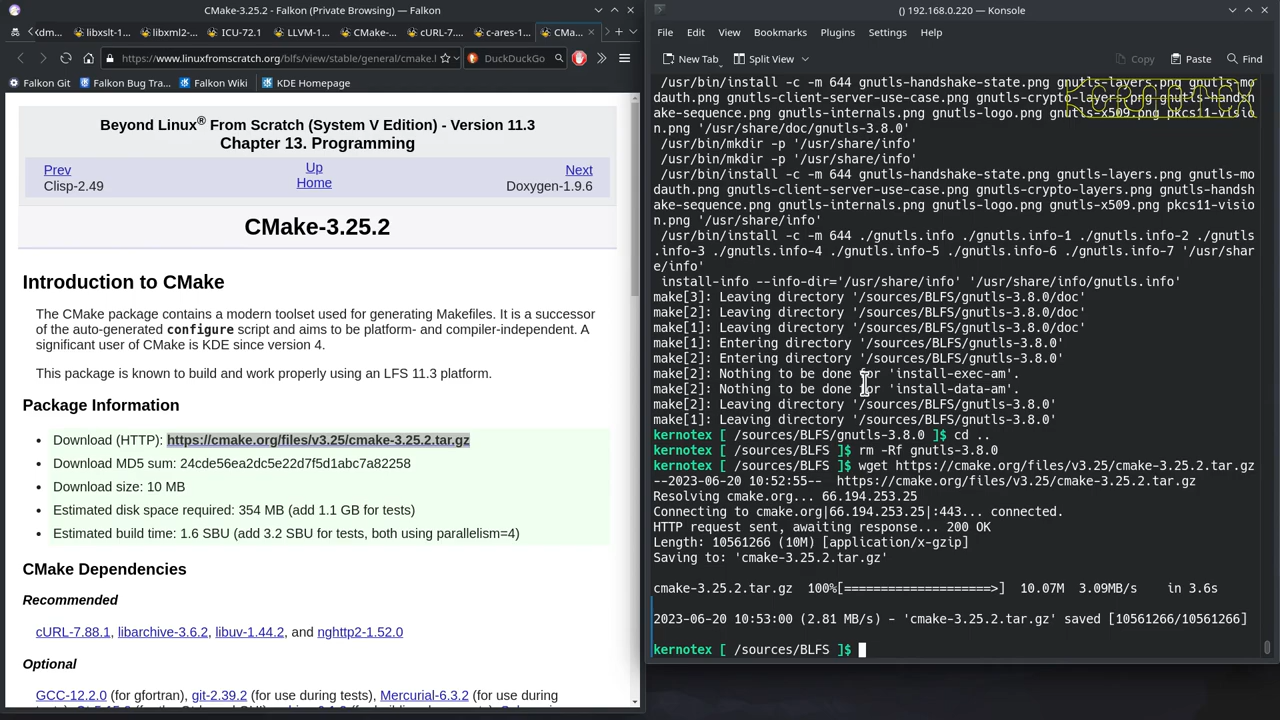 CMake-3.25.2 - Falkon (Private Browsing) — Falkon
libxslt-1
libxml2-...
ICU-72.1
LLVM-1...
CMake-...
cURL-7....
c-ares-1...
CMa...
https://www.linuxfromscratch.org/blfs/view/stable/general/cmake.l
DuckDuckGo
Falkon Git
Falkon Bug Tra...
Falkon Wiki
KDE Homepage
Beyond Linux® From Scratch (System V Edition) - Version 11.3
Chapter 13. Programming
Prev
Up
Next
Clisp-2.49
Home
Doxygen-1.9.6
CMake-3.25.2
Introduction to CMake
The CMake package contains a modern toolset used for generating Makefiles. It is a successor
of the auto-generated configure script and aims to be platform- and compiler-independent. A
significant user of CMake is KDE since version 4.
This package is known to build and work properly using an LFS 11.3 platform.
Package Information
• Download (HTTP): https://cmake.org/files/v3.25/cmake-3.25.2.tar.gz
• Download MD5 sum: 24cde56ea2dc5e22d7f5d1abc7a82258
• Download size: 10 MB
• Estimated disk space required: 354 MB (add 1.1 GB for tests)
• Estimated build time: 1.6 SBU (add 3.2 SBU for tests, both using parallelism=4)
CMake Dependencies
Recommended
cURL-7.88.1, libarchive-3.6.2, libuv-1.44.2, and nghttp2-1.52.0
Optional
GCC-12.2.0 (for gfortran), git-2.39.2 (for use during tests), Mercurial-6.3.2 (for use during
() 192.168.0.220 — Konsole
File Edit View Bookmarks Plugins Settings Help
New Tab Split View Copy Paste Find
KERNOTEX
/usr/bin/install -c -m 644 gnutls-handshake-state.png gnutls-layers.png gnutls-mo
dauth.png gnutls-client-server-use-case.png gnutls-crypto-layers.png gnutls-handsh
ake-sequence.png gnutls-internals.png gnutls-logo.png gnutls-x509.png pkcs11-visio
n.png '/usr/share/doc/gnutls-3.8.0'
/usr/bin/mkdir -p '/usr/share/info'
/usr/bin/mkdir -p '/usr/share/info'
/usr/bin/install -c -m 644 gnutls-handshake-state.png gnutls-layers.png gnutls-mo
dauth.png gnutls-client-server-use-case.png gnutls-crypto-layers.png gnutls-handsh
ake-sequence.png gnutls-internals.png gnutls-logo.png gnutls-x509.png pkcs11-visio
n.png '/usr/share/info'
/usr/bin/install -c -m 644 ./gnutls.info ./gnutls.info-1 ./gnutls.info-2 ./gnutls
.info-3 ./gnutls.info-4 ./gnutls.info-5 ./gnutls.info-6 ./gnutls.info-7 '/usr/shar
e/info'
install-info --info-dir='/usr/share/info' '/usr/share/info/gnutls.info'
make[3]: Leaving directory '/sources/BLFS/gnutls-3.8.0/doc'
make[2]: Leaving directory '/sources/BLFS/gnutls-3.8.0/doc'
make[1]: Leaving directory '/sources/BLFS/gnutls-3.8.0/doc'
make[1]: Entering directory '/sources/BLFS/gnutls-3.8.0'
make[2]: Entering directory '/sources/BLFS/gnutls-3.8.0'
make[2]: Nothing to be done for 'install-exec-am'.
make[2]: Nothing to be done for 'install-data-am'.
make[2]: Leaving directory '/sources/BLFS/gnutls-3.8.0'
make[1]: Leaving directory '/sources/BLFS/gnutls-3.8.0'
kernotex [ /sources/BLFS/gnutls-3.8.0 ]$ cd ..
kernotex [ /sources/BLFS ]$ rm -Rf gnutls-3.8.0
kernotex [ /sources/BLFS ]$ wget https://cmake.org/files/v3.25/cmake-3.25.2.tar.gz
--2023-06-20 10:52:55-- https://cmake.org/files/v3.25/cmake-3.25.2.tar.gz
Resolving cmake.org... 66.194.253.25
Connecting to cmake.org|66.194.253.25|:443... connected.
HTTP request sent, awaiting response... 200 OK
Length: 10561266 (10M) [application/x-gzip]
Saving to: 'cmake-3.25.2.tar.gz'
cmake-3.25.2.tar.gz 100%[===================>] 10.07M 3.09MB/s in 3.6s
2023-06-20 10:53:00 (2.81 MB/s) - 'cmake-3.25.2.tar.gz' saved [10561266/10561266]
kernotex [ /sources/BLFS ]$